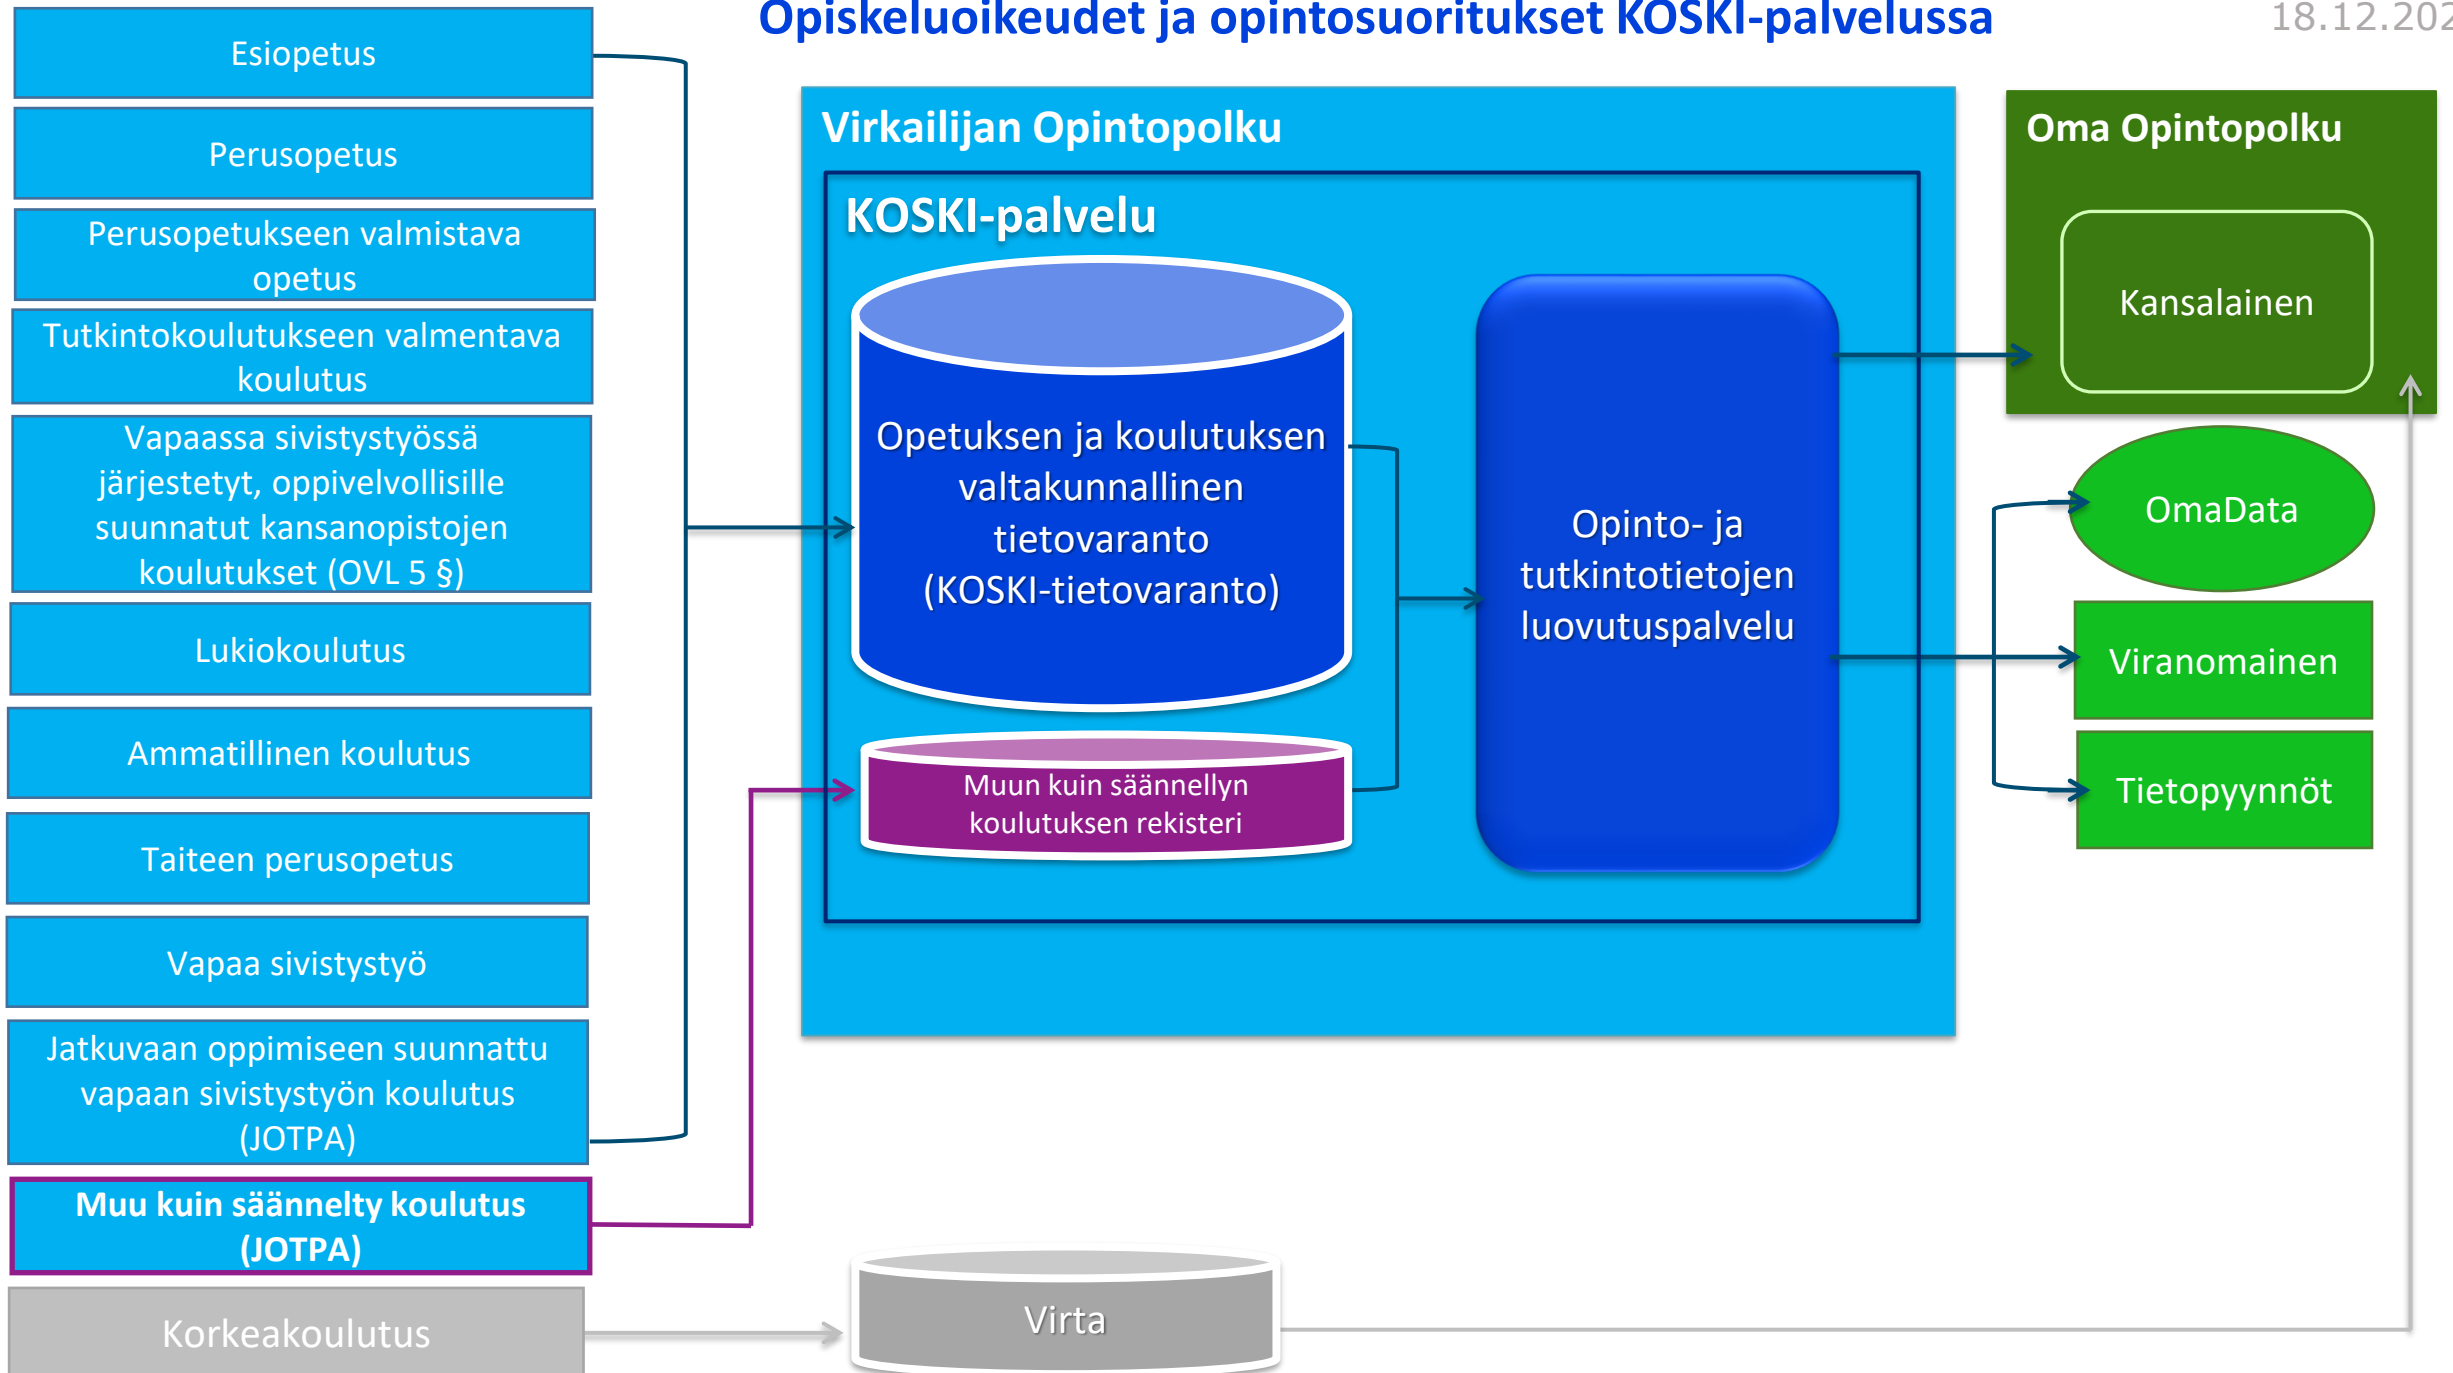 Opiskeluoikeudet ja opintosuoritukset KOSKI-palvelussa
18.12.202
Esiopetus
Perusopetus
Perusopetukseen valmistava
opetus
Tutkintokoulutukseen valmentava
koulutus
Vapaassa sivistystyössä
järjestetyt, oppivelvollisille
suunnatut kansanopistojen
koulutukset (OVL 5 §)
Lukiokoulutus
Ammatillinen koulutus
Taiteen perusopetus
Vapaa sivistystyö
Jatkuvaan oppimiseen suunnattu
vapaan sivistystyön koulutus
(JOTPA)
Muu kuin säännelty koulutus
(JOTPA)
Korkeakoulutus
Virkailijan Opintopolku
KOSKI-palvelu
Opetuksen ja koulutuksen
valtakunnallinen
tietovaranto
(KOSKI-tietovaranto)
Muun kuin säännellyn
koulutuksen rekisteri
Opinto- ja
tutkintotietojen
luovutuspalvelu
Virta
Oma Opintopolku
Kansalainen
OmaData
Viranomainen
Tietopyynnöt